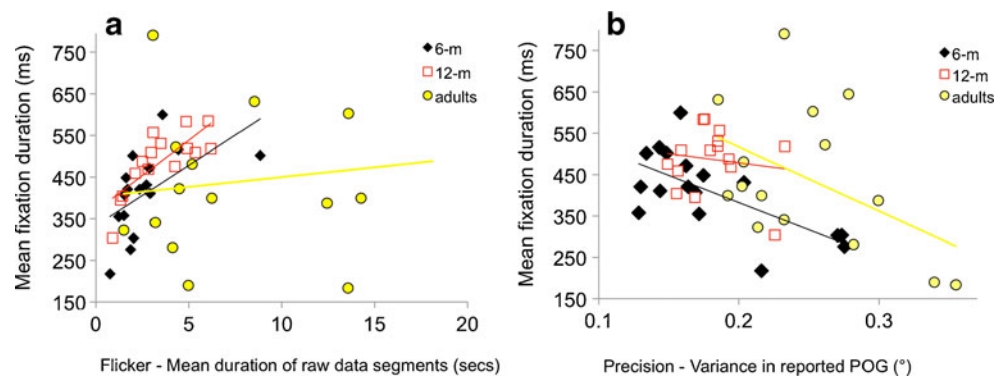 a
Mean fixation duration (ms)
750
650
550
450
350
250
150
0
5
10
15
20
6-m
12-m
adults
Flicker - Mean duration of raw data segments (secs)
b
Mean fixation duration (ms)
750
650
550
450
350
250
150
0.1
0.2
0.3
6-m
12-m
adults
Precision - Variance in reported POG (°)